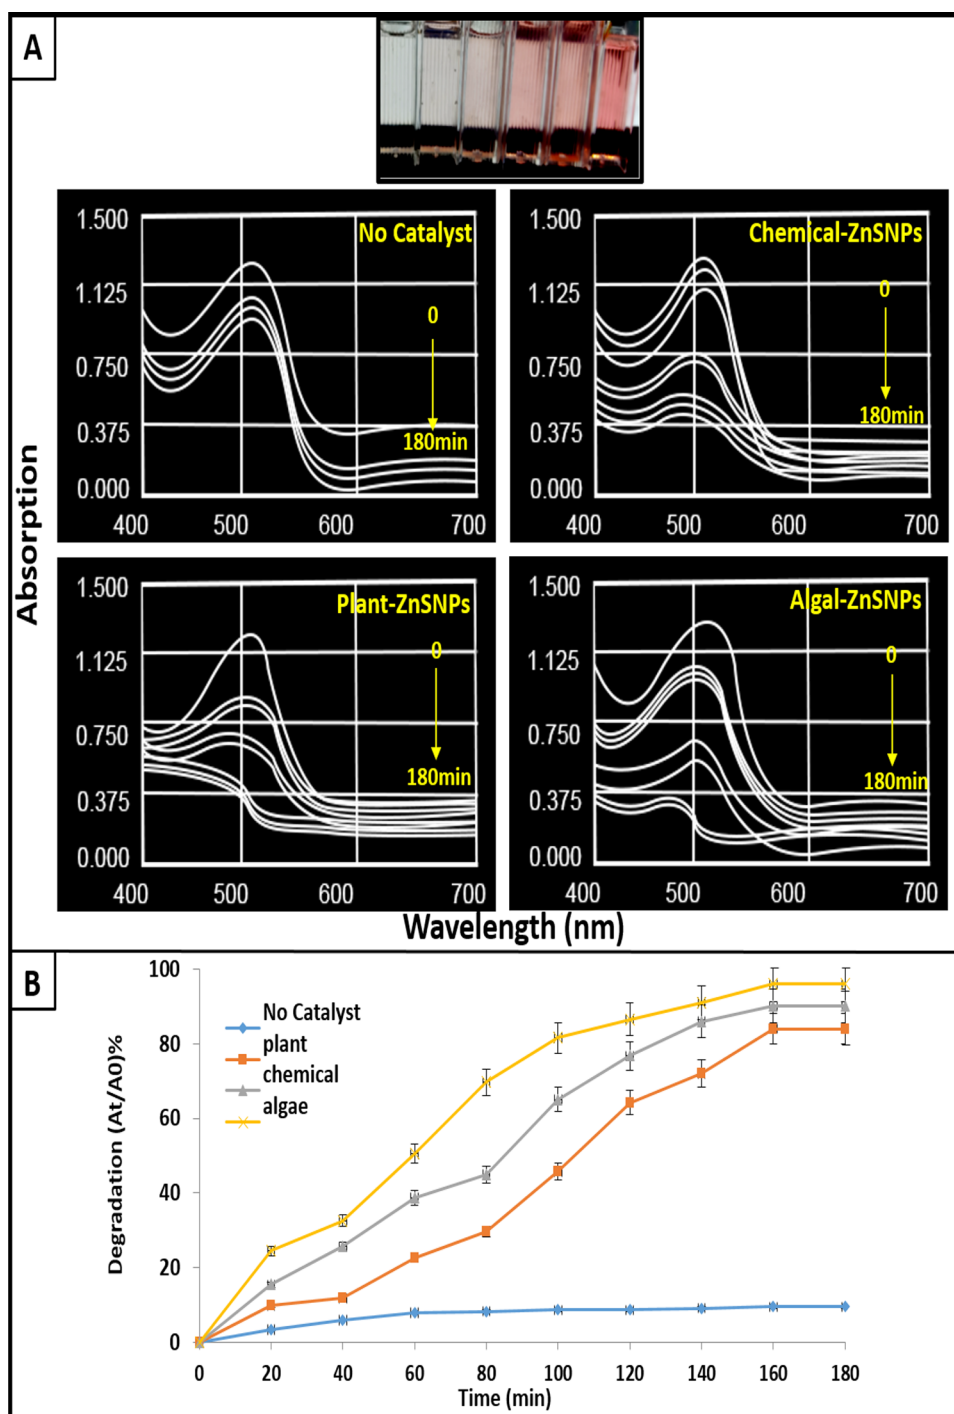 A
No Catalyst
1.500
1.125
0.750
0.375
0.000
0
180min
400 500 600 700
Chemical-ZnSNPs
1.500
1.125
0.750
0.375
0.000
0
180min
400 500 600 700
Plant-ZnSNPs
1.500
1.125
0.750
0.375
0.000
0
180min
400 500 600 700
Algal-ZnSNPs
1.500
1.125
0.750
0.375
0.000
0
180min
400 500 600 700
Absorption
Wavelength (nm)
B
100
80
60
40
20
0
Degradation (At/A0)%
No Catalyst
plant
chemical
algae
0 20 40 60 80 100 120 140 160 180
Time (min)